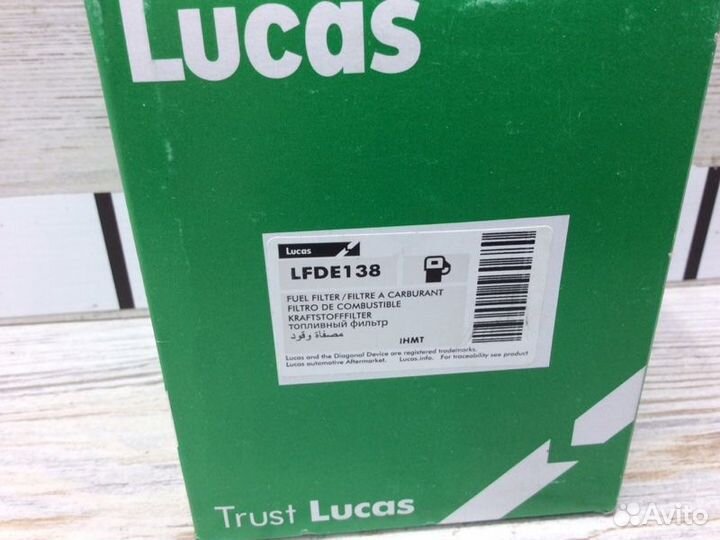 Lucas
Lucas
LFDE138
FUEL FILTER/FILTRE A CARBURANT
FILTRO DE COMBUSTIBLE
KRAFTSTOFFFILTER
ТОПЛИВНЫЙ фильтр
مصفاة وقود
IHMT
Lucas and the Diagonal Device are registered trademarks.
Lucas automotive Aftermarket. Lucas.info. For traceability see product
Trust Lucas
Avito